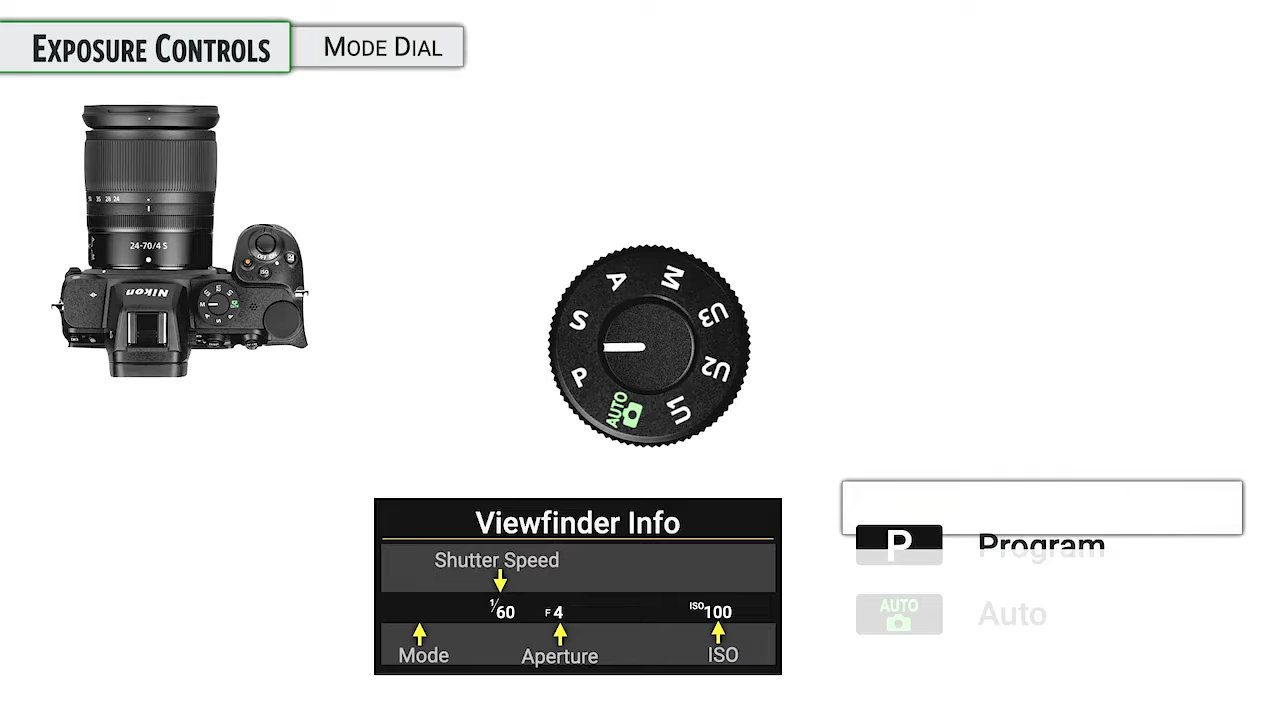 EXPOSURE CONTROLS
MODE DIAL
24-70/4 S
Nikon
A
M
S
U3
P
U2
AUTO
U1
Viewfinder Info
Shutter Speed
1/60 F 4 ISO 100
Mode
Aperture
ISO
P Program
AUTO Auto